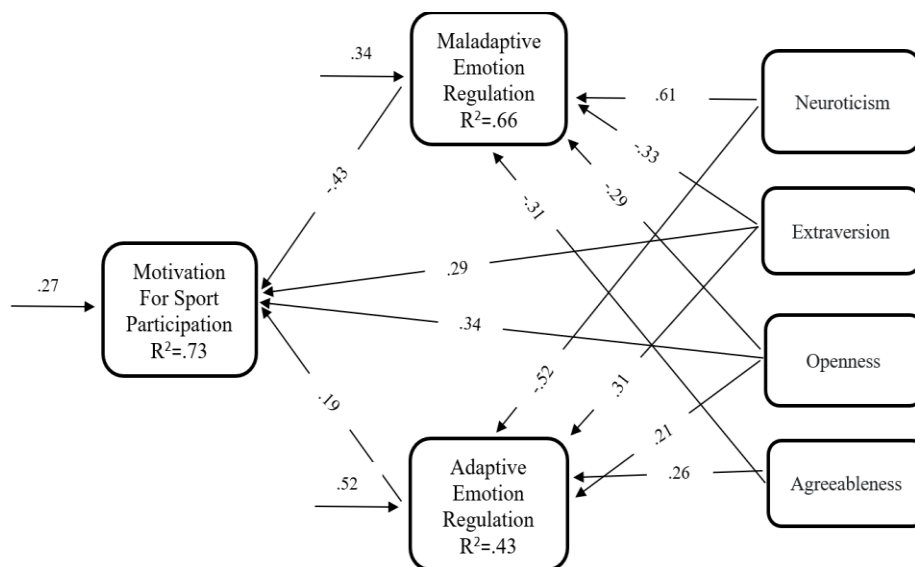 Maladaptive
Emotion
Regulation
R²=.66
.34
.61
Neuroticism
-.33
-.43
-.31
-.29
Extraversion
Motivation
For Sport
Participation
R²=.73
.27
.29
.34
Openness
.19
-.52
.31
.21
Adaptive
Emotion
Regulation
R²=.43
.52
.26
Agreeableness